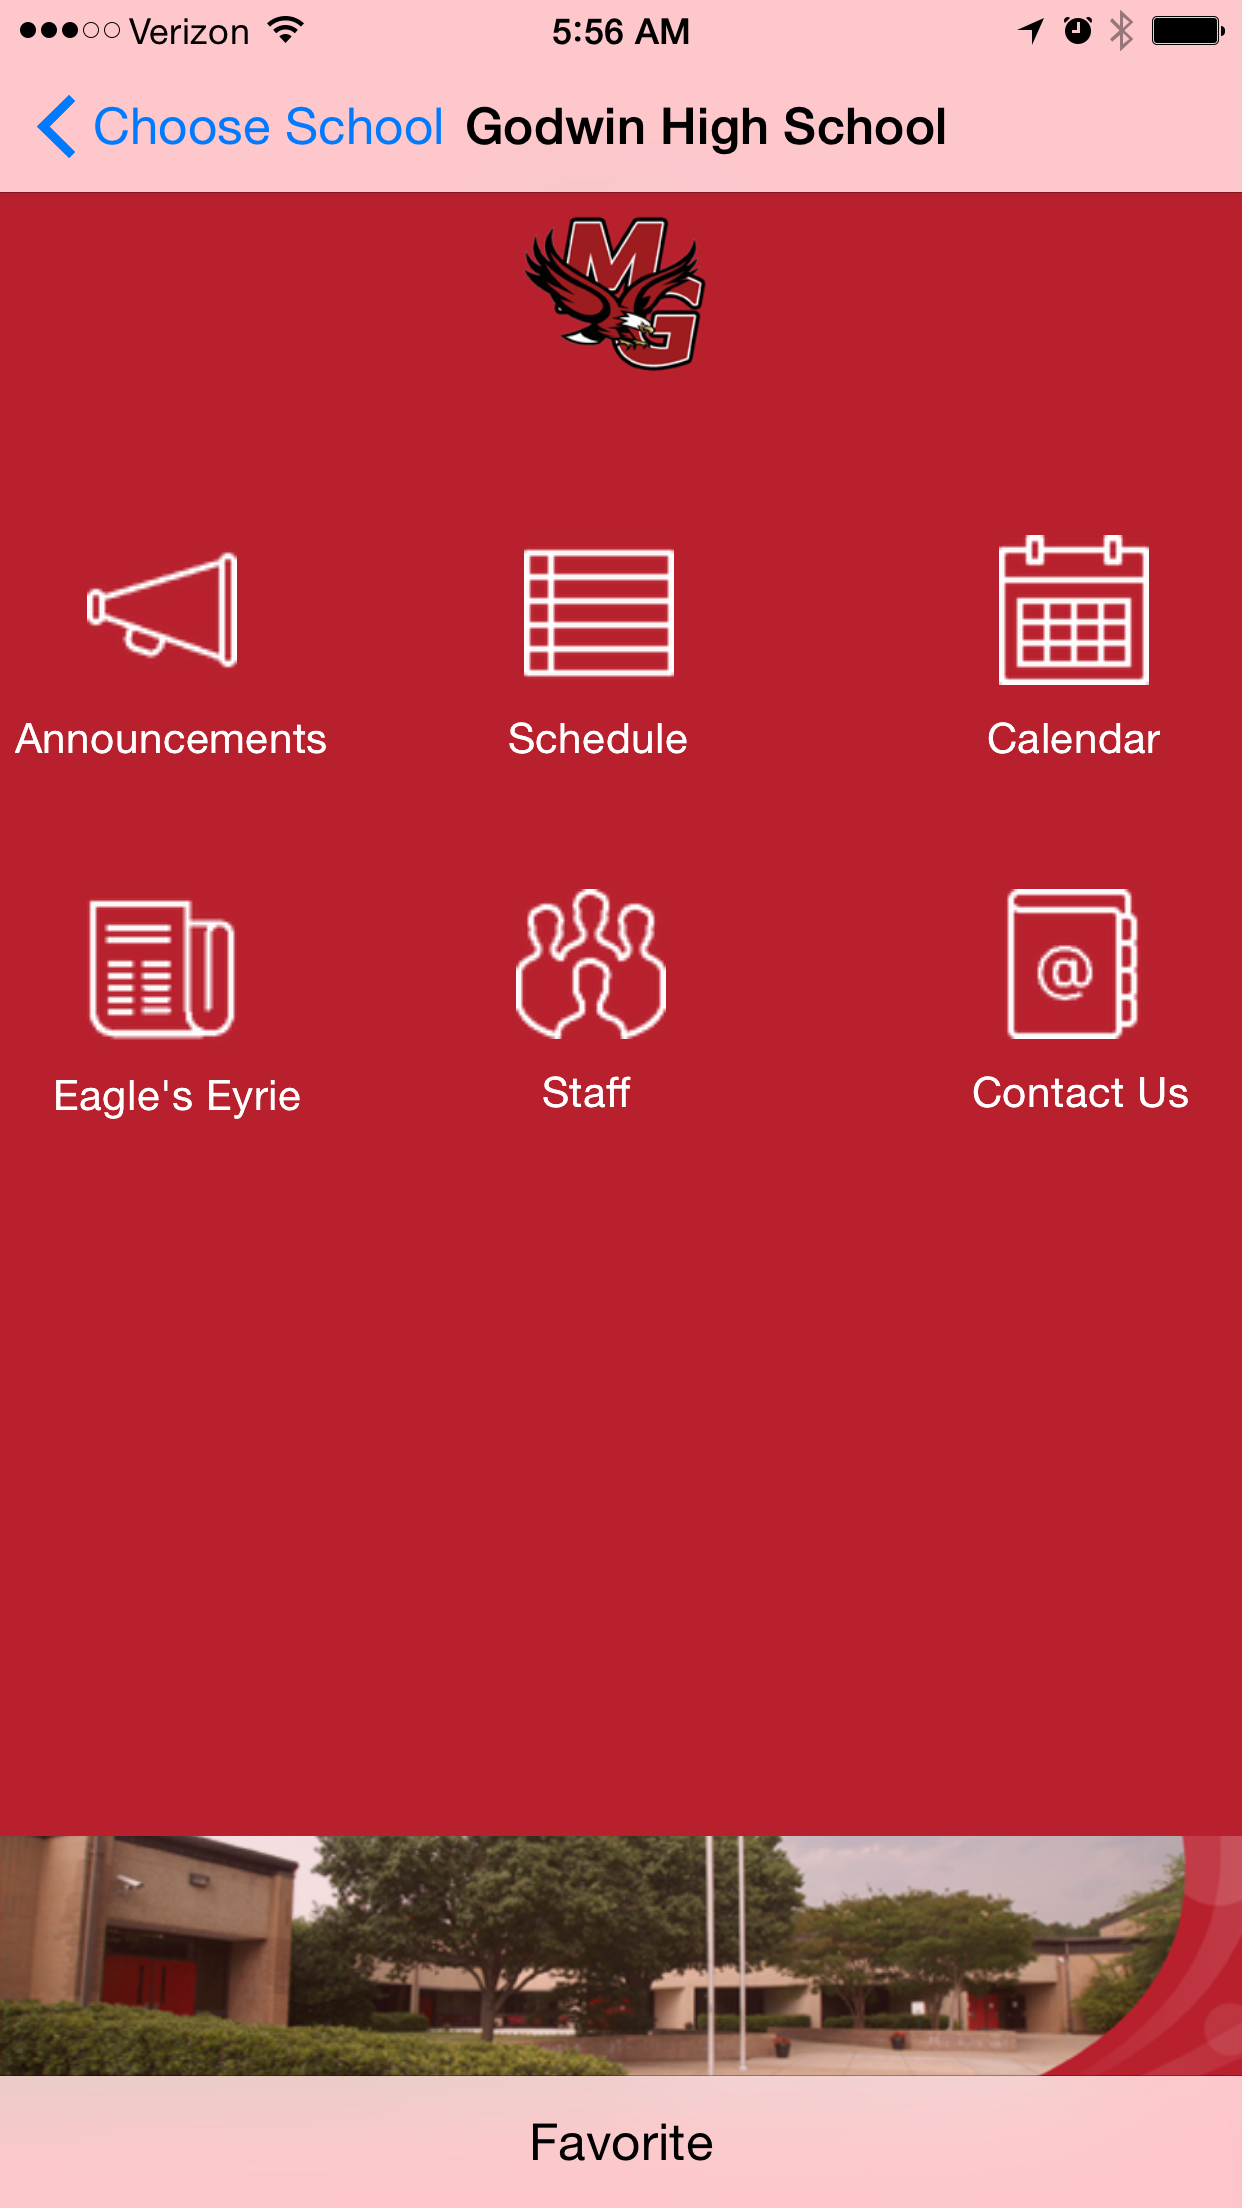 Verizon 5:56 AM
Choose School Godwin High School
MG
Announcements Schedule Calendar
@
Eagle's Eyrie Staff Contact Us
Favorite